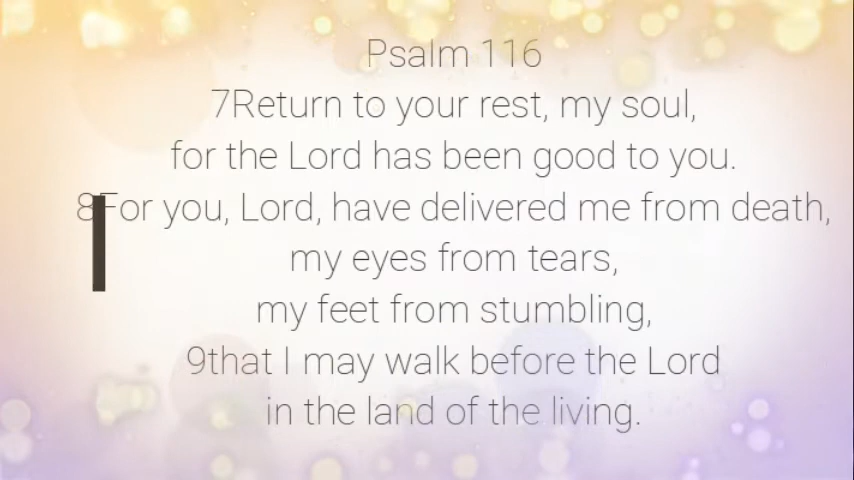 Psalm 116
7Return to your rest, my soul,
for the Lord has been good to you.
8For you, Lord, have delivered me from death,
my eyes from tears,
my feet from stumbling,
9that I may walk before the Lord
in the land of the living.